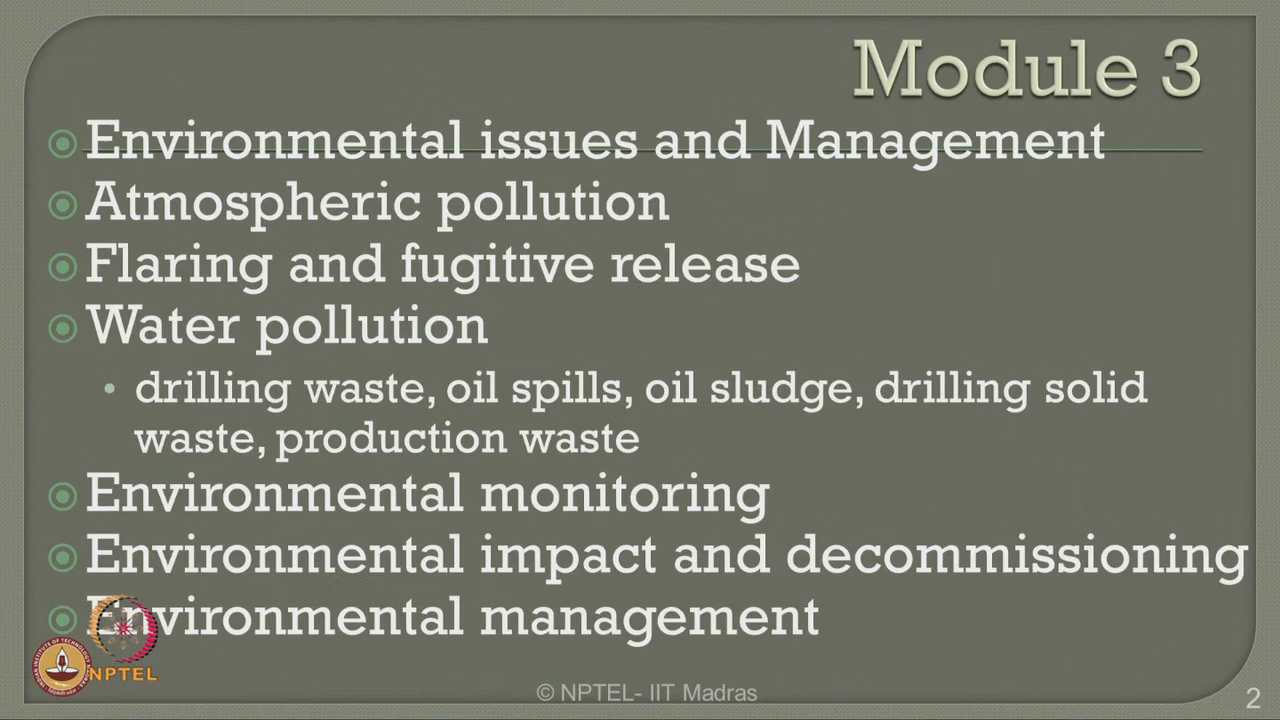 Module 3
Environmental issues and Management
Atmospheric pollution
Flaring and fugitive release
Water pollution
drilling waste, oil spills, oil sludge, drilling solid
waste, production waste
Environmental monitoring
Environmental impact and decommissioning
Environmental management
NPTEL
© NPTEL- IIT Madras
2